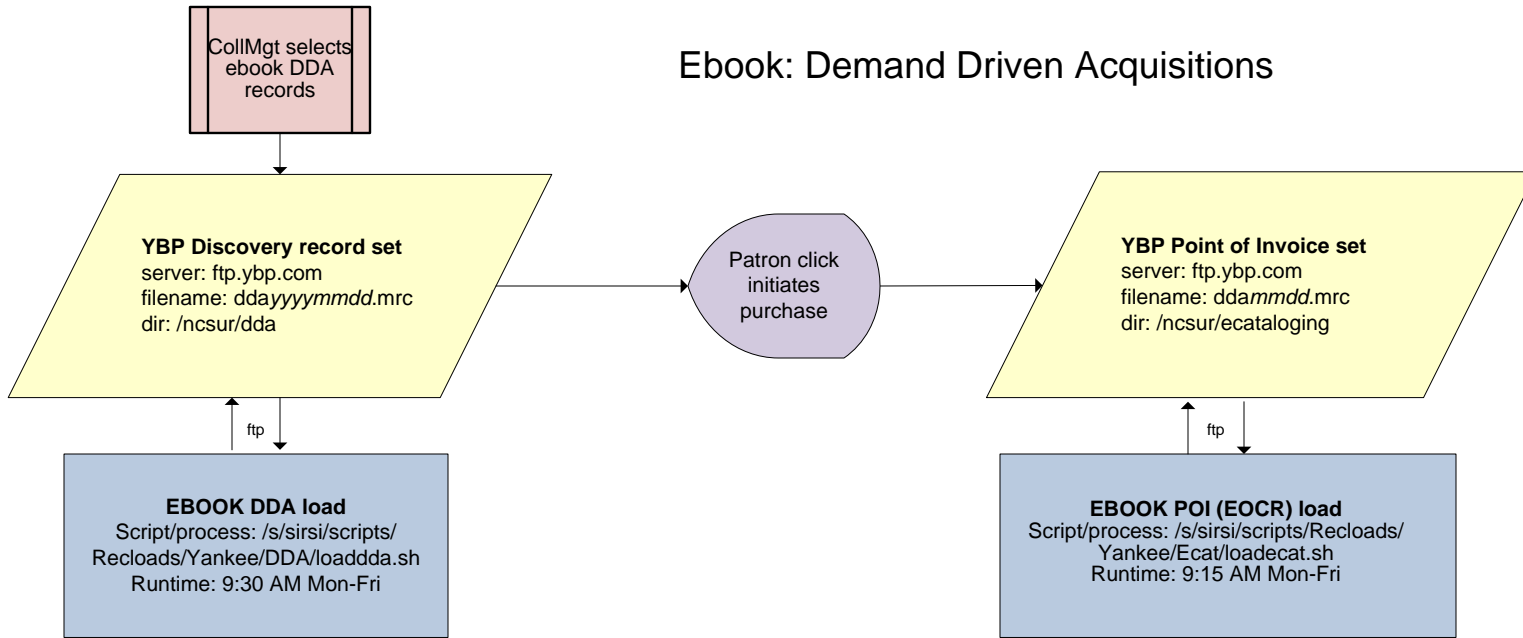 CollMgt selects
ebook DDA
records
Ebook: Demand Driven Acquisitions
YBP Discovery record set
server: ftp.ybp.com
filename: ddayyyymmdd.mrc
dir: /ncsur/dda
Patron click
initiates
purchase
YBP Point of Invoice set
server: ftp.ybp.com
filename: ddammdd.mrc
dir: /ncsur/ecataloging
ftp
ftp
EBOOK DDA load
Script/process: /s/sirsi/scripts/
Recloads/Yankee/DDA/loaddda.sh
Runtime: 9:30 AM Mon-Fri
EBOOK POI (EOCR) load
Script/process: /s/sirsi/scripts/Recloads/
Yankee/Ecat/loadecat.sh
Runtime: 9:15 AM Mon-Fri